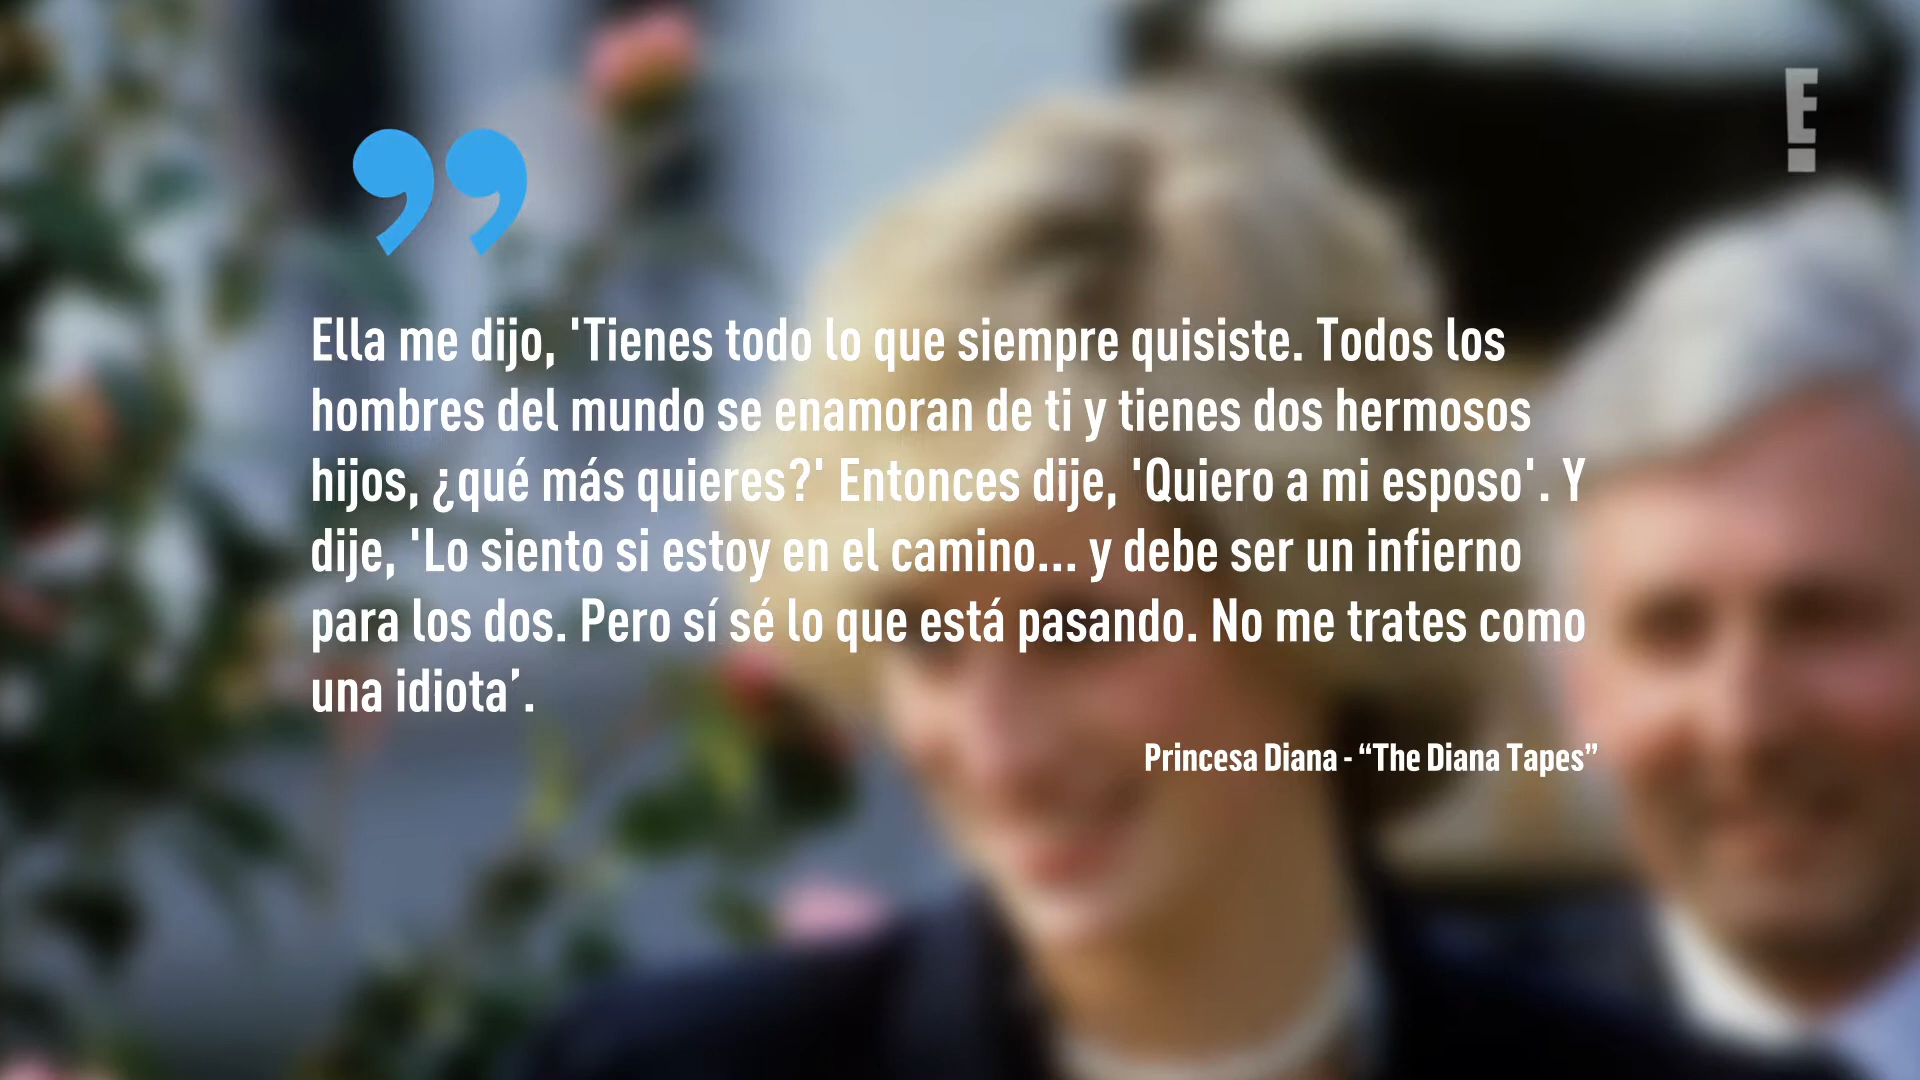 E!
”
Ella me dijo, 'Tienes todo lo que siempre quisiste. Todos los
hombres del mundo se enamoran de ti y tienes dos hermosos
hijos, ¿qué más quieres?' Entonces dije, 'Quiero a mi esposo'. Y
dije, 'Lo siento si estoy en el camino... y debe ser un infierno
para los dos. Pero sí sé lo que está pasando. No me trates como
una idiota’.
Princesa Diana - “The Diana Tapes”